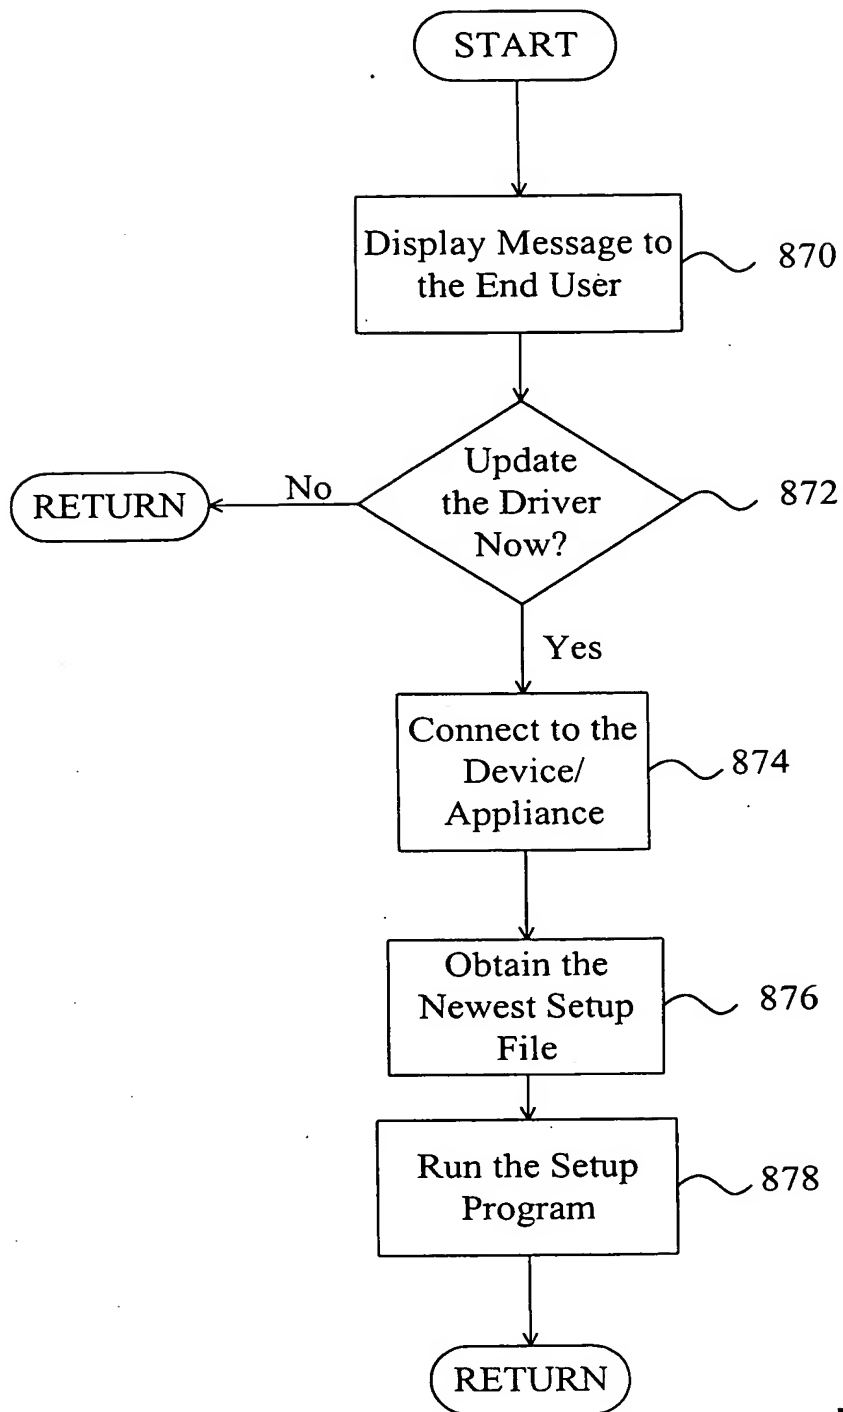 START
Display Message to
the End User
870
Update
the Driver
Now?
872
No
RETURN
Yes
Connect to the
Device/
Appliance
874
Obtain the
Newest Setup
File
876
Run the Setup
Program
878
RETURN